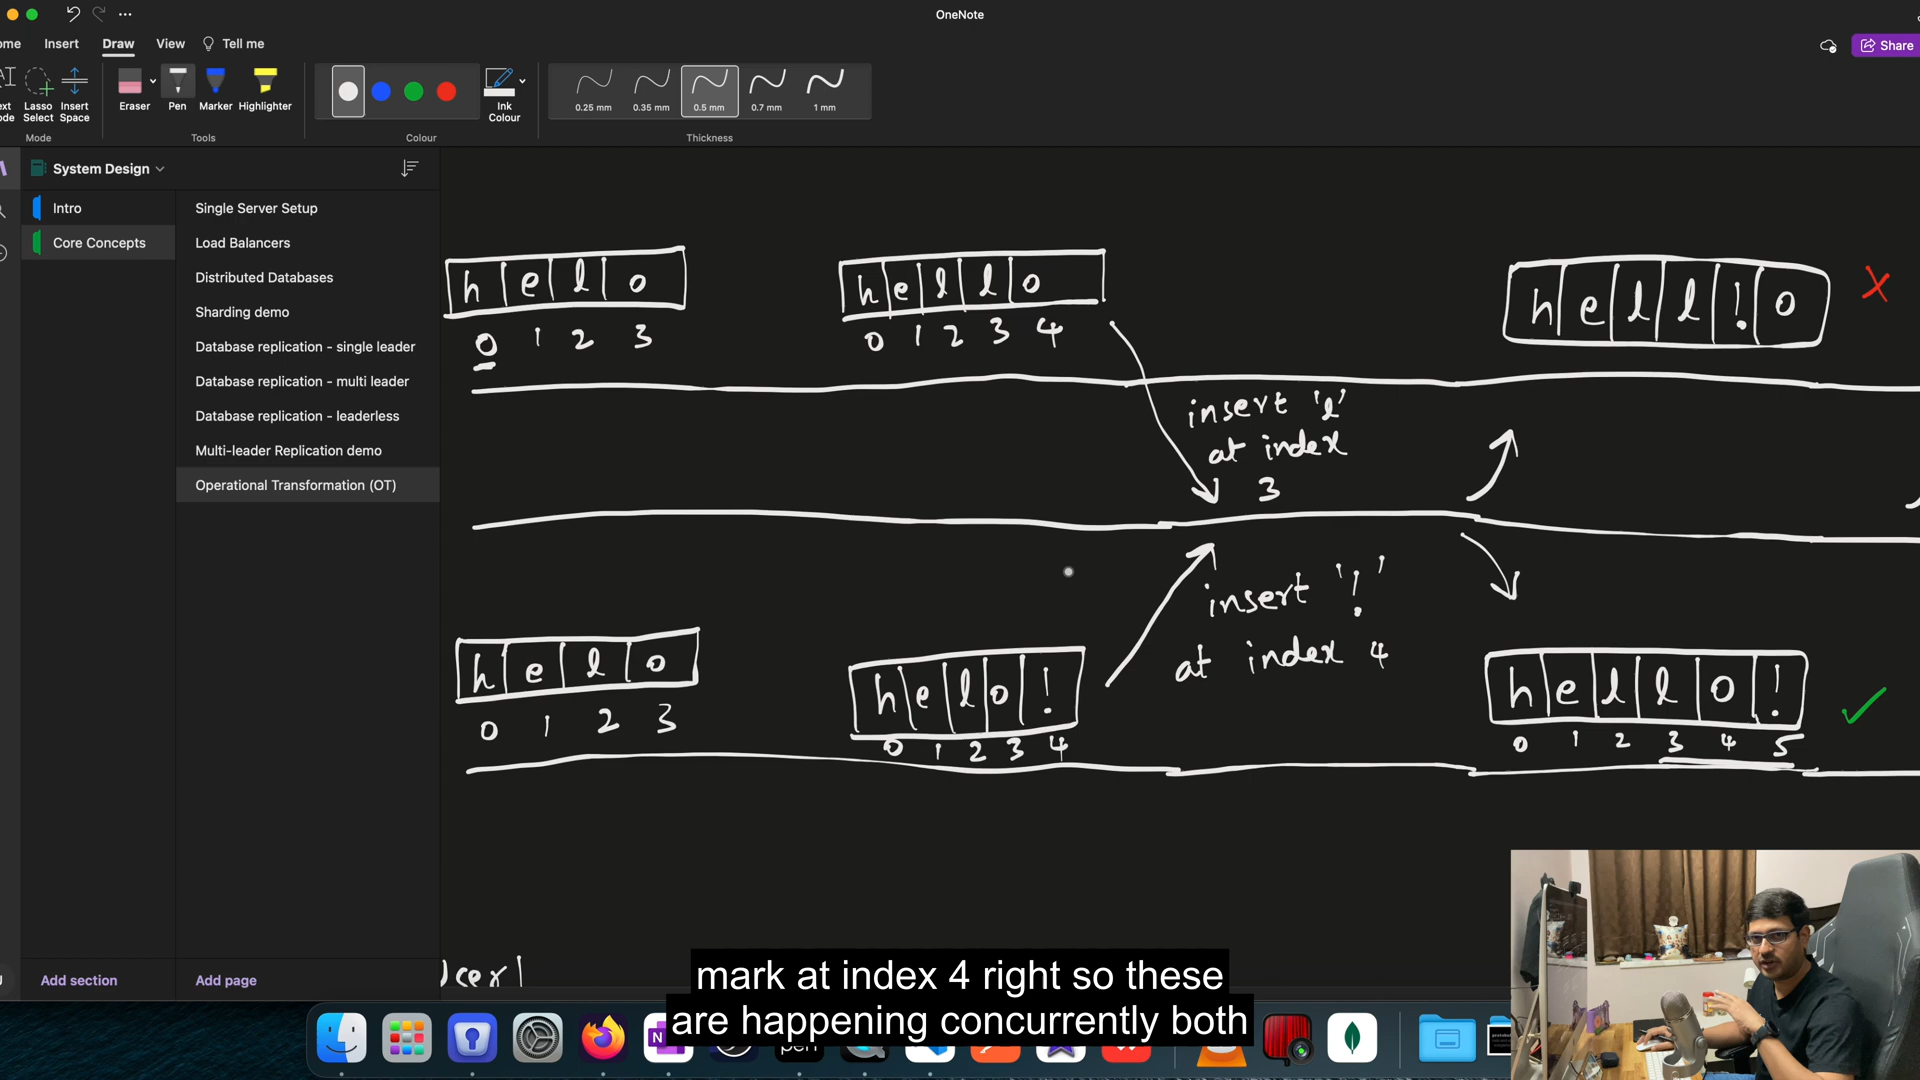 OneNote
ome Insert Draw View Tell me
Share
ext
ode
Lasso
Select
Insert
Space
Eraser
Pen
Marker
Highlighter
Ink
Colour
0.25 mm
0.35 mm
0.5 mm
0.7 mm
1 mm
Mode
Tools
Colour
Thickness
System Design
Intro
Core Concepts
Single Server Setup
Load Balancers
Distributed Databases
Sharding demo
Database replication - single leader
Database replication - multi leader
Database replication - leaderless
Multi-leader Replication demo
Operational Transformation (OT)
Add section
Add page
h e l o
0 1 2 3
h e l l o
0 1 2 3 4
h e l l ! o
X
insert 'l'
at index
3
insert '!'
at index 4
h e l o
0 1 2 3
h e l o !
0 1 2 3 4
h e l l o !
0 1 2 3 4 5
mark at index 4 right so these
are happening concurrently both
N
pen